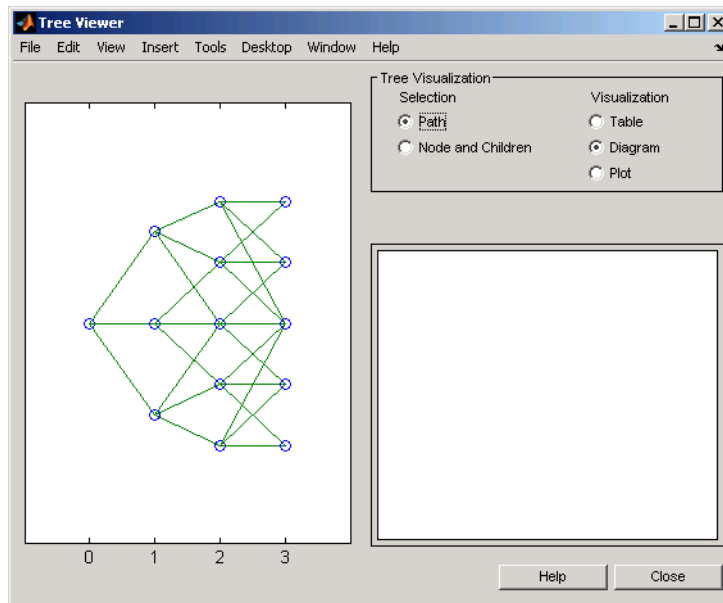 Tree Viewer
File Edit View Insert Tools Desktop Window Help
Tree Visualization
Selection Visualization
Path Table
Node and Children Diagram
Plot
0 1 2 3
Help Close